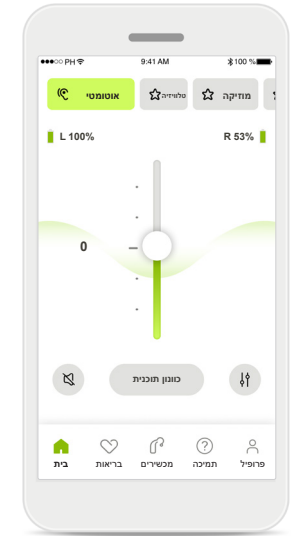 ●●●○○ PH 9:41 AM 100 %
אוטומטי טלוויזיה מוזיקה
L 100% R 53%
0
כוונון תוכנית
בית בריאות מכשירים תמיכה פרופיל